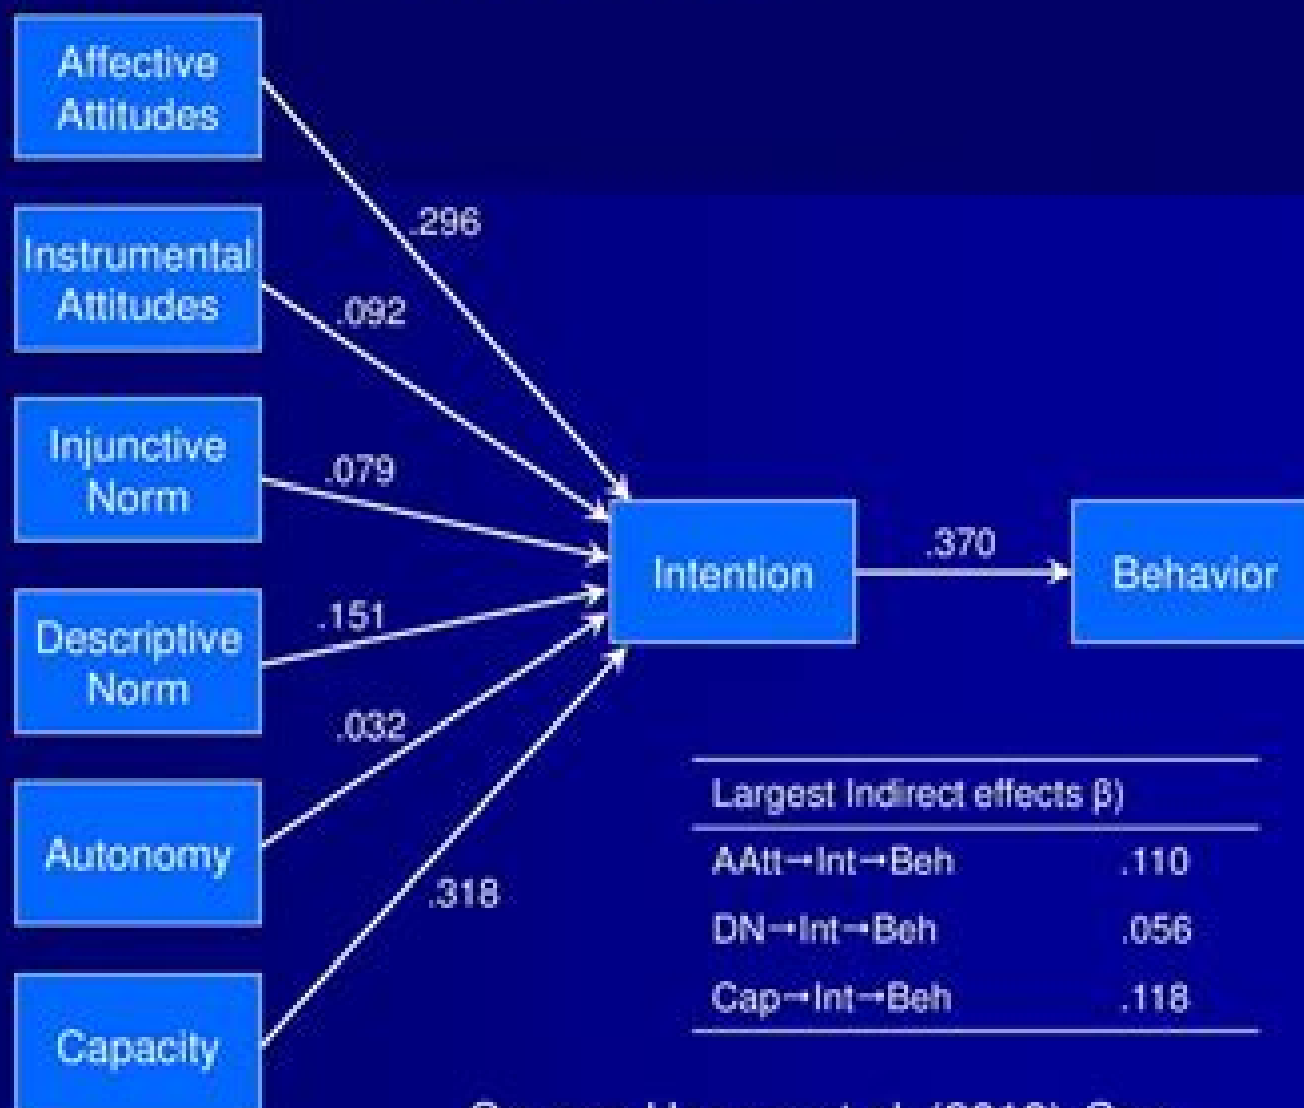 Affective
Attitudes
.296
Instrumental
Attitudes
.092
Injunctive
Norm
.079
Intention
.370
Behavior
Descriptive
Norm
.151
.032
Autonomy
.318
Capacity
Largest Indirect effects β)
AAtt→Int→Beh .110
DN→Int→Beh .056
Cap→Int→Beh .118